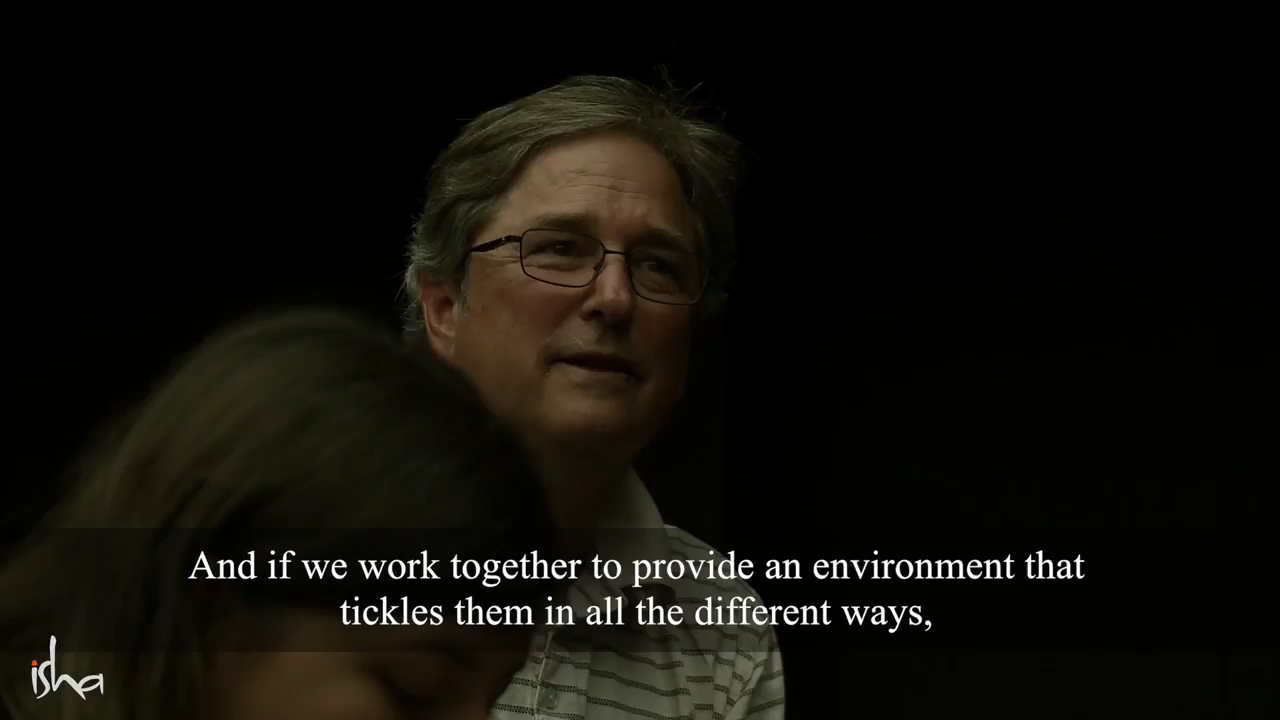 And if we work together to provide an environment that
tickles them in all the different ways,
isha